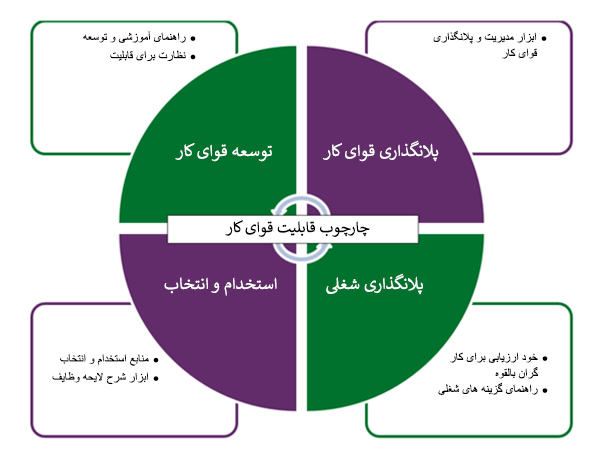 ابزار مدیریت و پلانگذاری
قوای کار
راهنمای آموزشی و توسعه
نظارت برای قابلیت
پلانگذاری قوای کار
توسعه قوای کار
چارچوب قابلیت قوای کار
پلانگذاری شغلی
استخدام و انتخاب
خود ارزیابی برای کار
گران بالقوه
راهنمای گزینه های شغلی
منابع استخدام و انتخاب
ابزار شرح لایحه وظایف